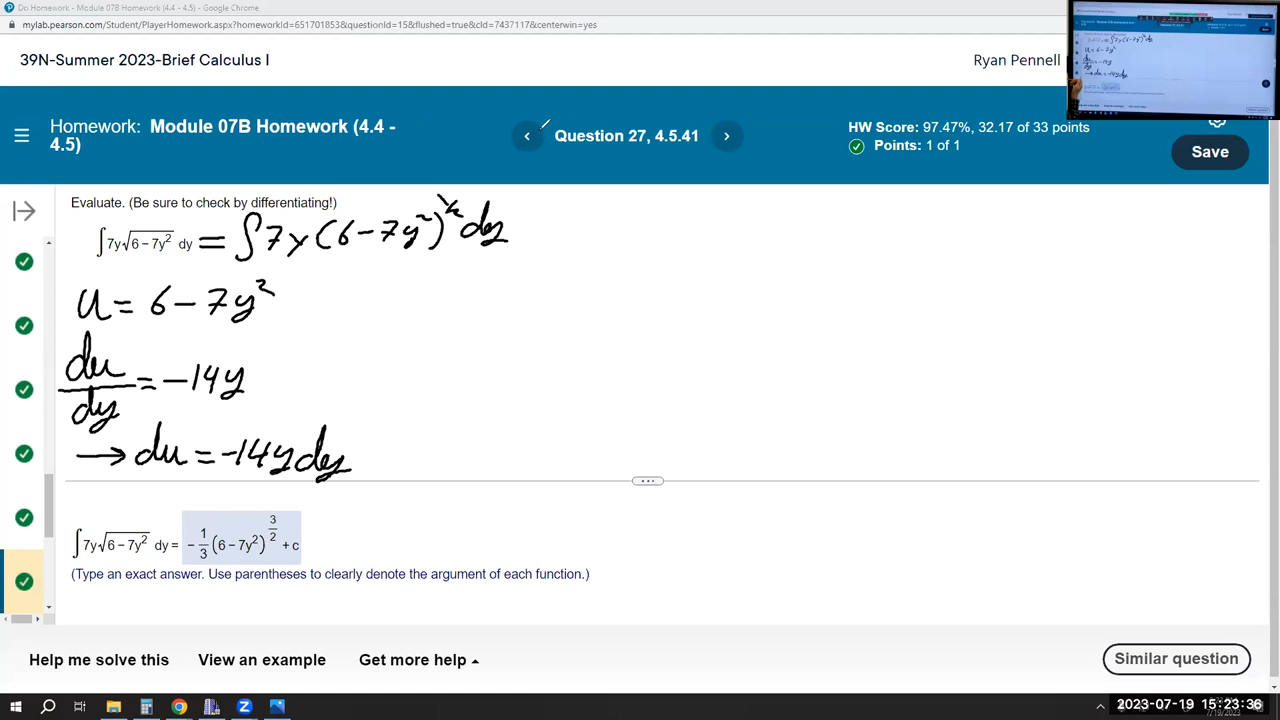 Do Homework - Module 07B Homework (4.4 - 4.5) - Google Chrome
mylab.pearson.com/Student/PlayerHomework.aspx?homeworkId=651701853&questionId=15&flushed=true&cld=7437117&centerwin=yes
39N-Summer 2023-Brief Calculus I
Ryan Pennell
Homework: Module 07B Homework (4.4 - 4.5)
Question 27, 4.5.41
HW Score: 97.47%, 32.17 of 33 points
Points: 1 of 1
Save
Evaluate. (Be sure to check by differentiating!)
∫7y√(6−7y²) dy = ∫7y(6−7y²)^½ dy
u = 6 − 7y²
du/dy = −14y
→ du = −14y dy
∫7y√(6−7y²) dy = −1/3 (6−7y²)^(3/2) + c
(Type an exact answer. Use parentheses to clearly denote the argument of each function.)
Help me solve this
View an example
Get more help
Similar question
2023-07-19 15:23:36